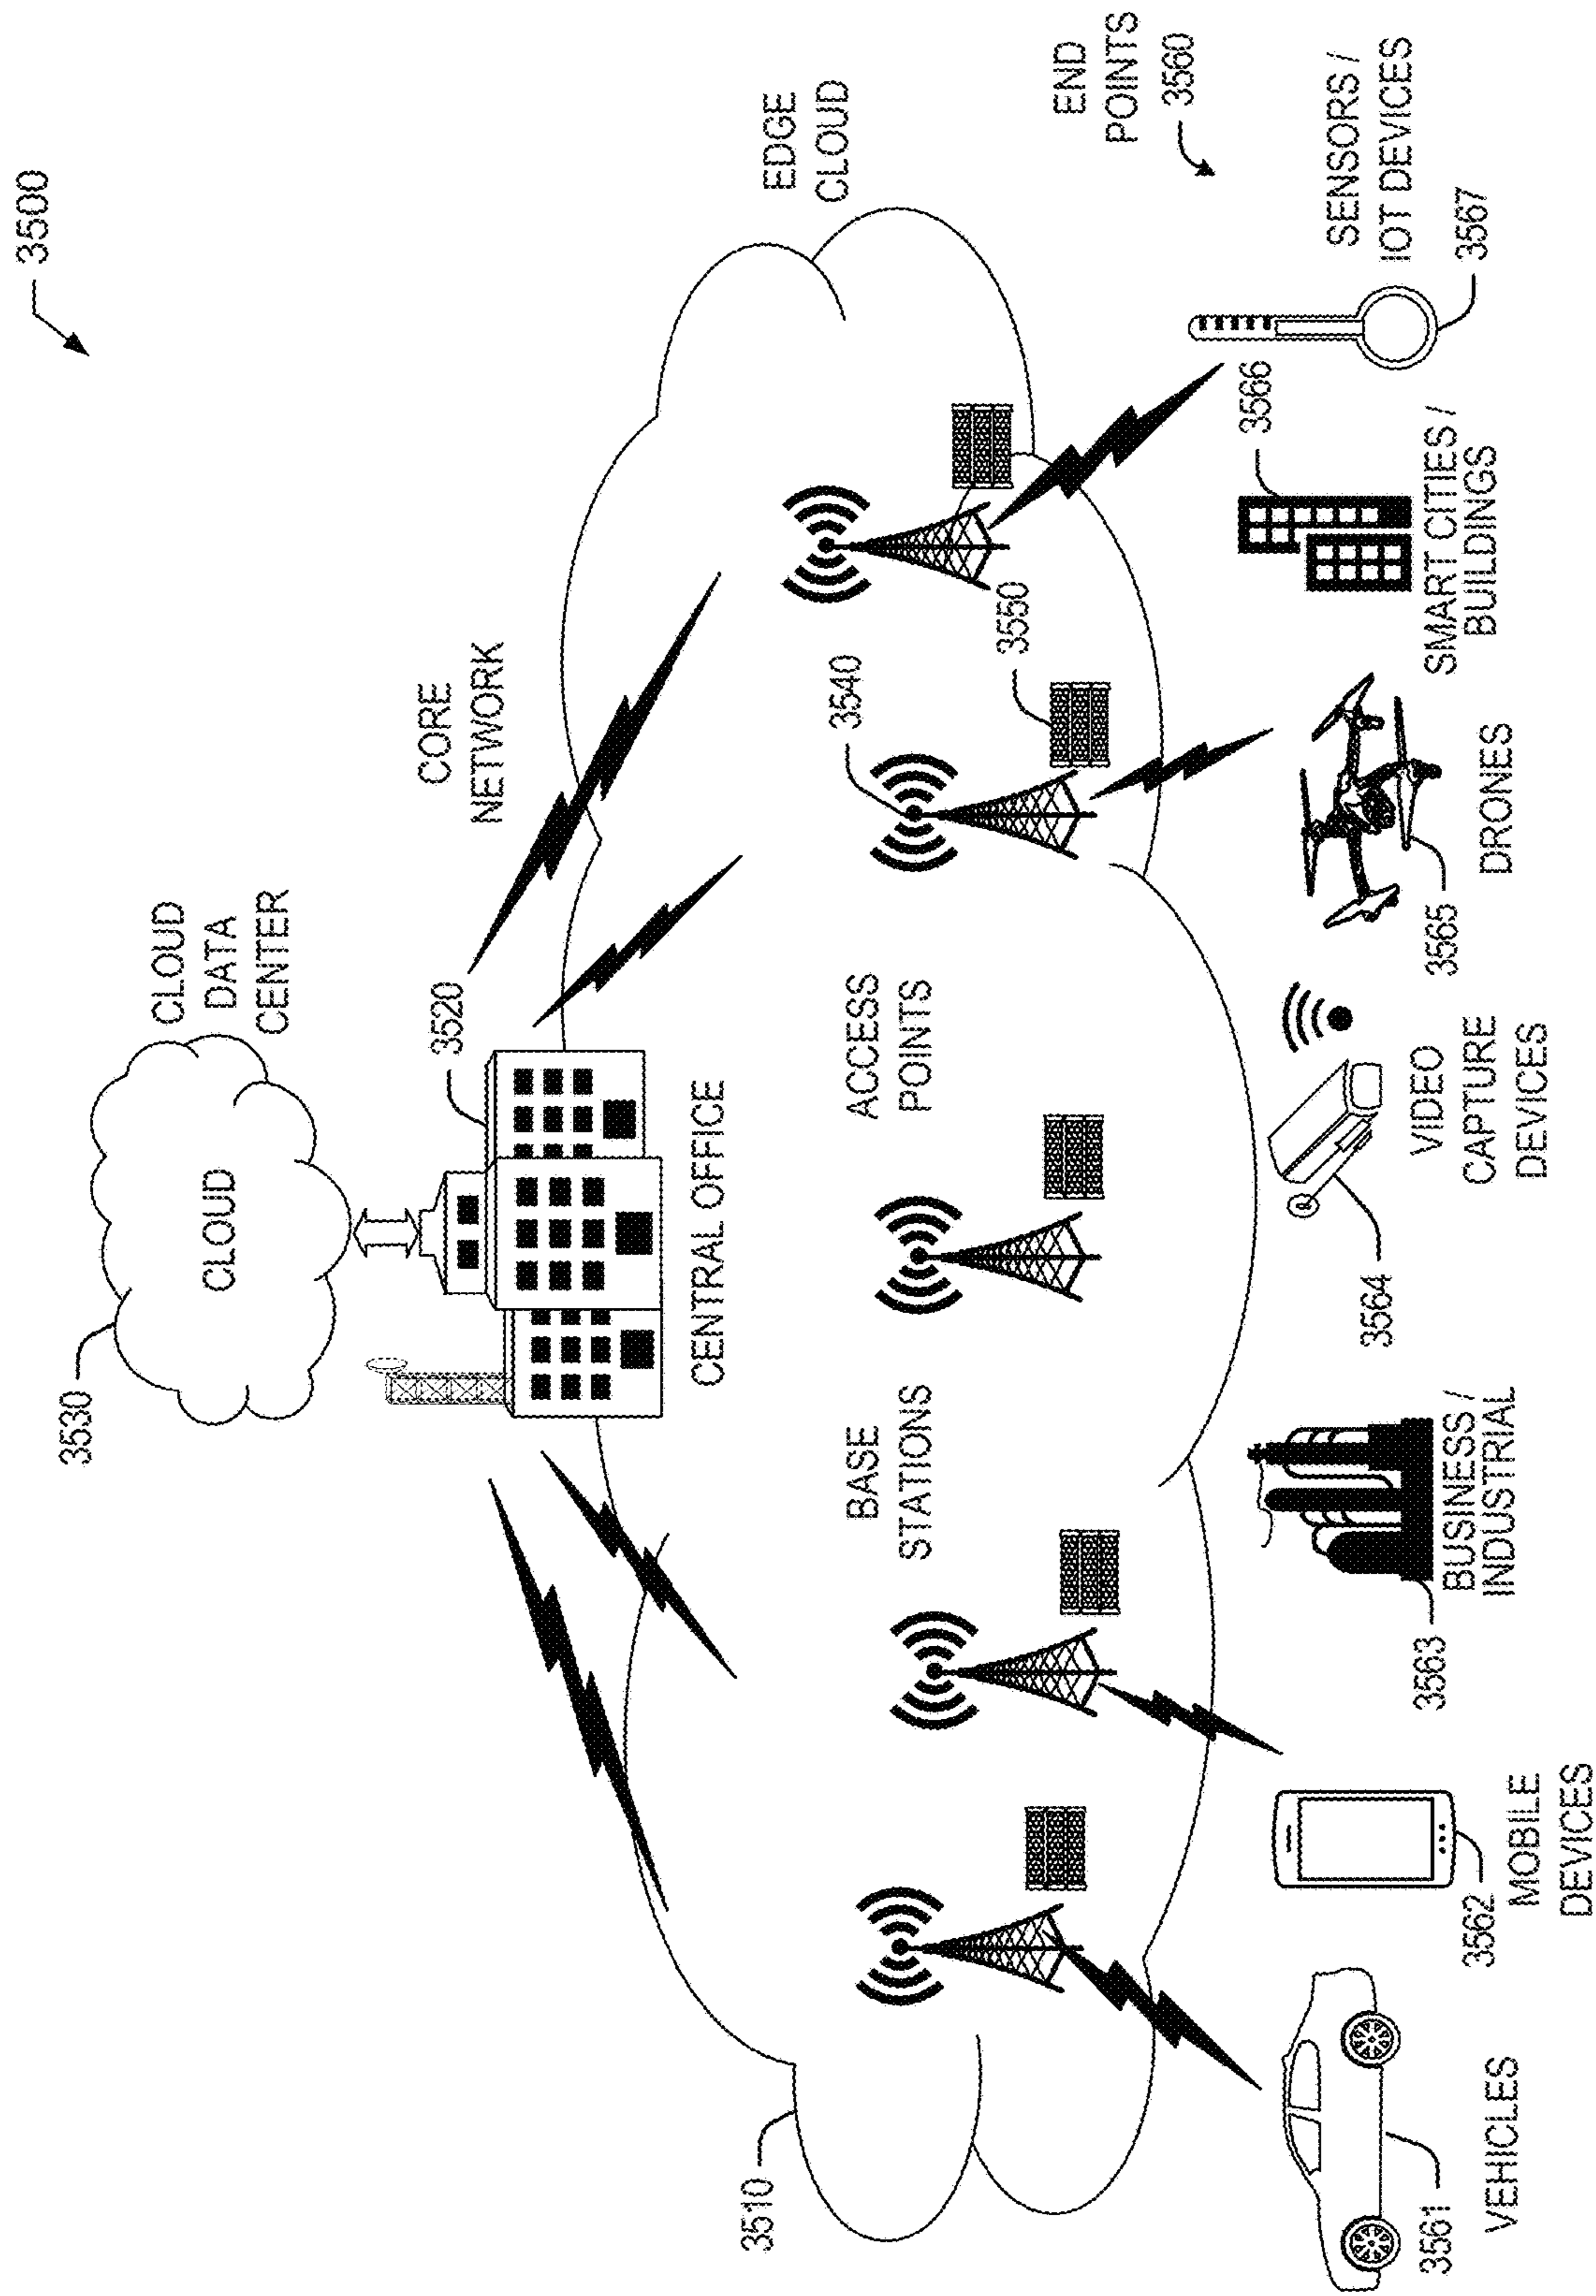 3500
3530
CLOUD
CLOUD
DATA
CENTER
3520
CORE
NETWORK
CENTRAL OFFICE
3510
EDGE
CLOUD
BASE
STATIONS
ACCESS
POINTS
3540
3550
END
POINTS
3560
3561
VEHICLES
3562
MOBILE
DEVICES
3563
BUSINESS /
INDUSTRIAL
3564
VIDEO
CAPTURE
DEVICES
3565
DRONES
3566
SMART CITIES /
BUILDINGS
SENSORS /
IOT DEVICES
3567